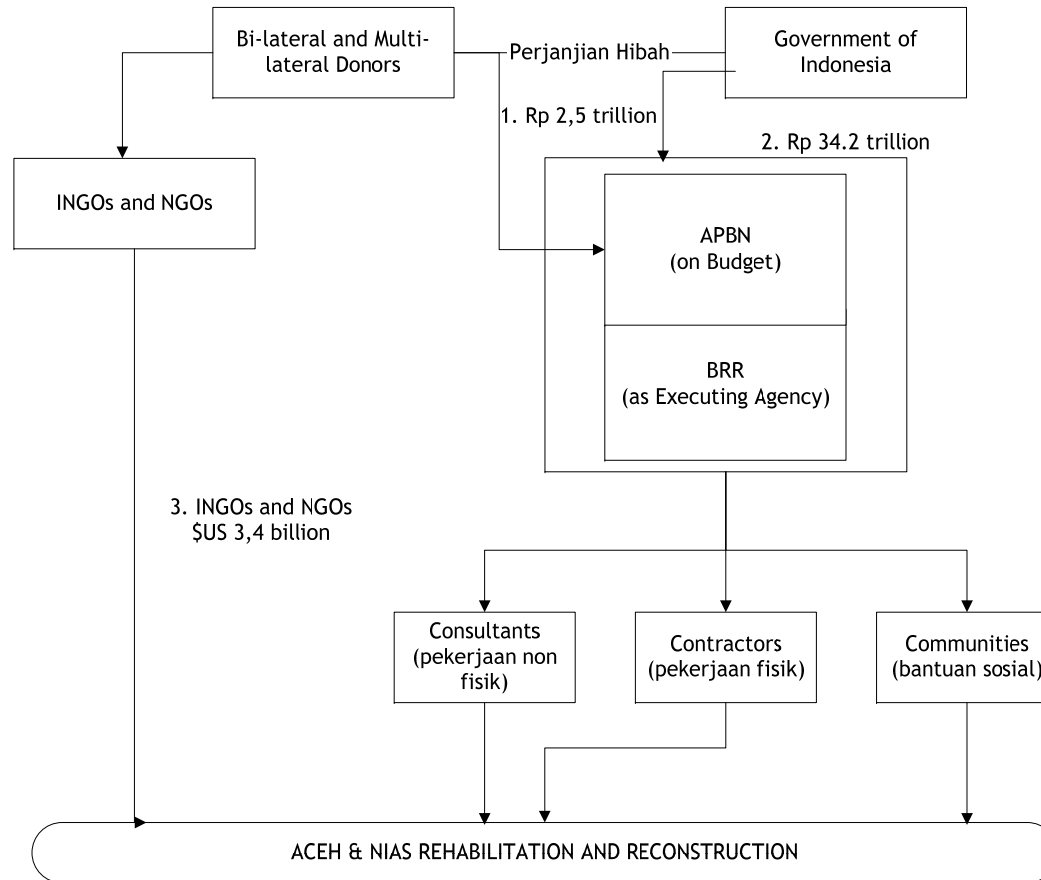 Bi-lateral and Multi-
lateral Donors
Perjanjian Hibah
Government of
Indonesia
1. Rp 2,5 trillion
2. Rp 34.2 trillion
INGOs and NGOs
APBN
(on Budget)
BRR
(as Executing Agency)
3. INGOs and NGOs
$US 3,4 billion
Consultants
(pekerjaan non
fisik)
Contractors
(pekerjaan fisik)
Communities
(bantuan sosial)
ACEH & NIAS REHABILITATION AND RECONSTRUCTION